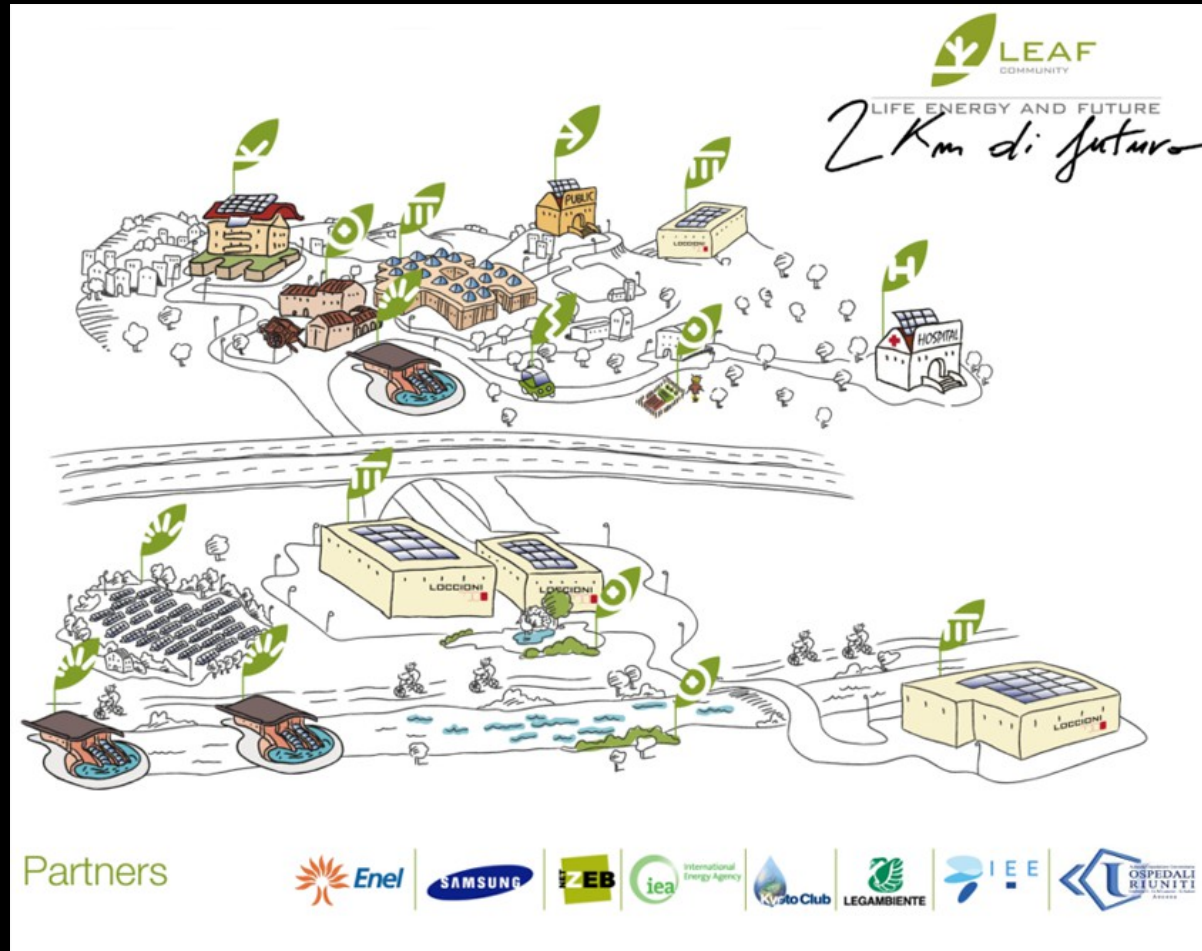 LEAF
COMMUNITY
LIFE ENERGY AND FUTURE
2 Km di futuro
PUBLIC
LOCCIONI
HOSPITAL
LOCCIONI
LOCCIONI
LOCCIONI
Partners
Enel
SAMSUNG
NET ZEB
iea
International
Energy Agency
Kyoto Club
LEGAMBIENTE
IEE
OSPEDALI
RIUNITI